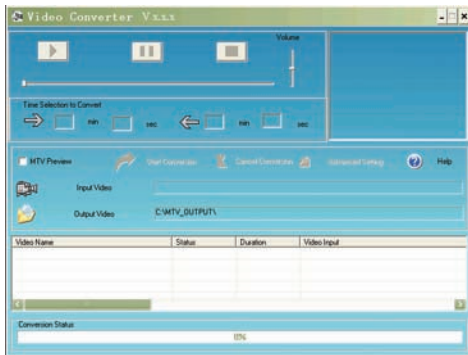 Video Converter Vx.x.x
Volume
Time Selection to Convert
min sec min sec
MTV Preview Start Conversion Cancel Conversion Advanced Setting Help
Input Video
Output Video C:\MTV_OUTPUT\
Video Name Status Duration Video Input
Conversion Status
0%